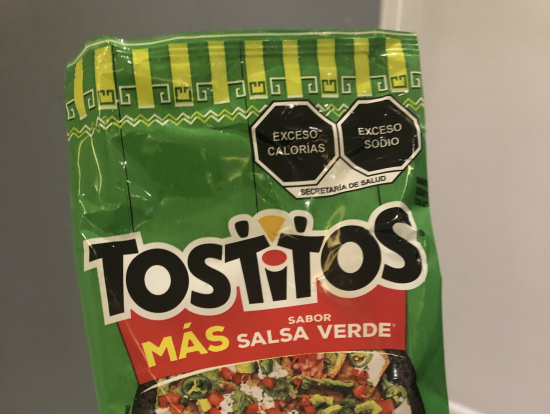 EXCESO
CALORÍAS
EXCESO
SODIO
SECRETARÍA DE SALUD
TOSTITOS
MÁS SABOR
SALSA VERDE